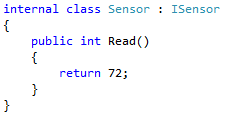 internal class Sensor : ISensor
{
    public int Read()
    {
        return 72;
    }
}